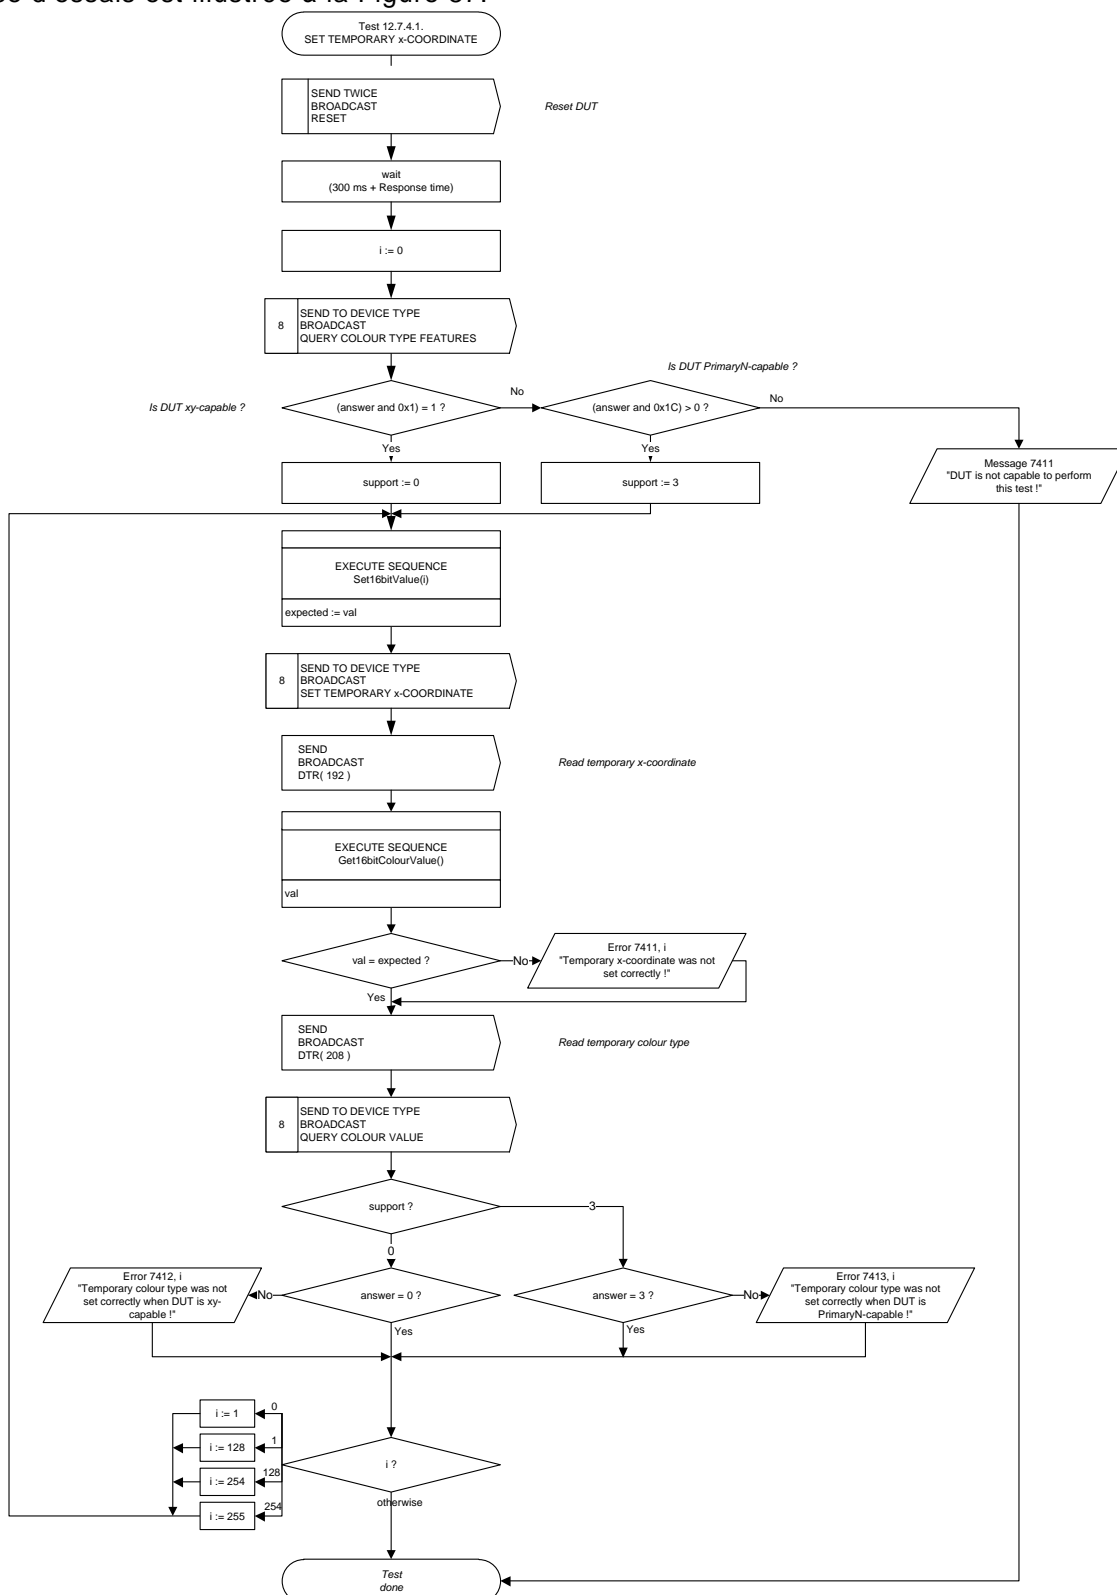 Test 12.7.4.1.
SET TEMPORARY x-COORDINATE
SEND TWICE
BROADCAST
RESET
Reset DUT
wait
(300 ms + Response time)
i := 0
8
SEND TO DEVICE TYPE
BROADCAST
QUERY COLOUR TYPE FEATURES
Is DUT PrimaryN-capable ?
Is DUT xy-capable ?
(answer and 0x1) = 1 ?
No
(answer and 0x1C) > 0 ?
No
Yes
Yes
support := 0
support := 3
Message 7411
"DUT is not capable to perform
this test !"
EXECUTE SEQUENCE
Set16bitValue(i)
expected := val
8
SEND TO DEVICE TYPE
BROADCAST
SET TEMPORARY x-COORDINATE
SEND
BROADCAST
DTR( 192 )
Read temporary x-coordinate
EXECUTE SEQUENCE
Get16bitColourValue()
val
val = expected ?
No
Error 7411, i
"Temporary x-coordinate was not
set correctly !"
Yes
SEND
BROADCAST
DTR( 208 )
Read temporary colour type
8
SEND TO DEVICE TYPE
BROADCAST
QUERY COLOUR VALUE
support ?
3
0
Error 7412, i
"Temporary colour type was not
set correctly when DUT is xy-
capable !"
No
answer = 0 ?
Yes
answer = 3 ?
No
Yes
Error 7413, i
"Temporary colour type was not
set correctly when DUT is
PrimaryN-capable !"
i := 1
0
i := 128
1
i := 254
128
i := 255
254
i ?
otherwise
Test
done